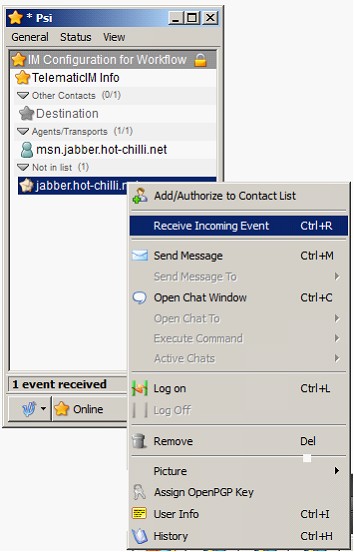 * Psi
General Status View
IM Configuration for Workflow
TelematicIM Info
Other Contacts (0/1)
Destination
Agents/Transports (1/1)
msn.jabber.hot-chilli.net
Not in list (1)
jabber.hot-chilli.net
Add/Authorize to Contact List
Receive Incoming Event Ctrl+R
Send Message Ctrl+M
Send Message To
Open Chat Window Ctrl+C
Open Chat To
Execute Command
Active Chats
Log on Ctrl+L
Log Off
Remove Del
Picture
Assign OpenPGP Key
User Info Ctrl+I
History Ctrl+H
1 event received
Online